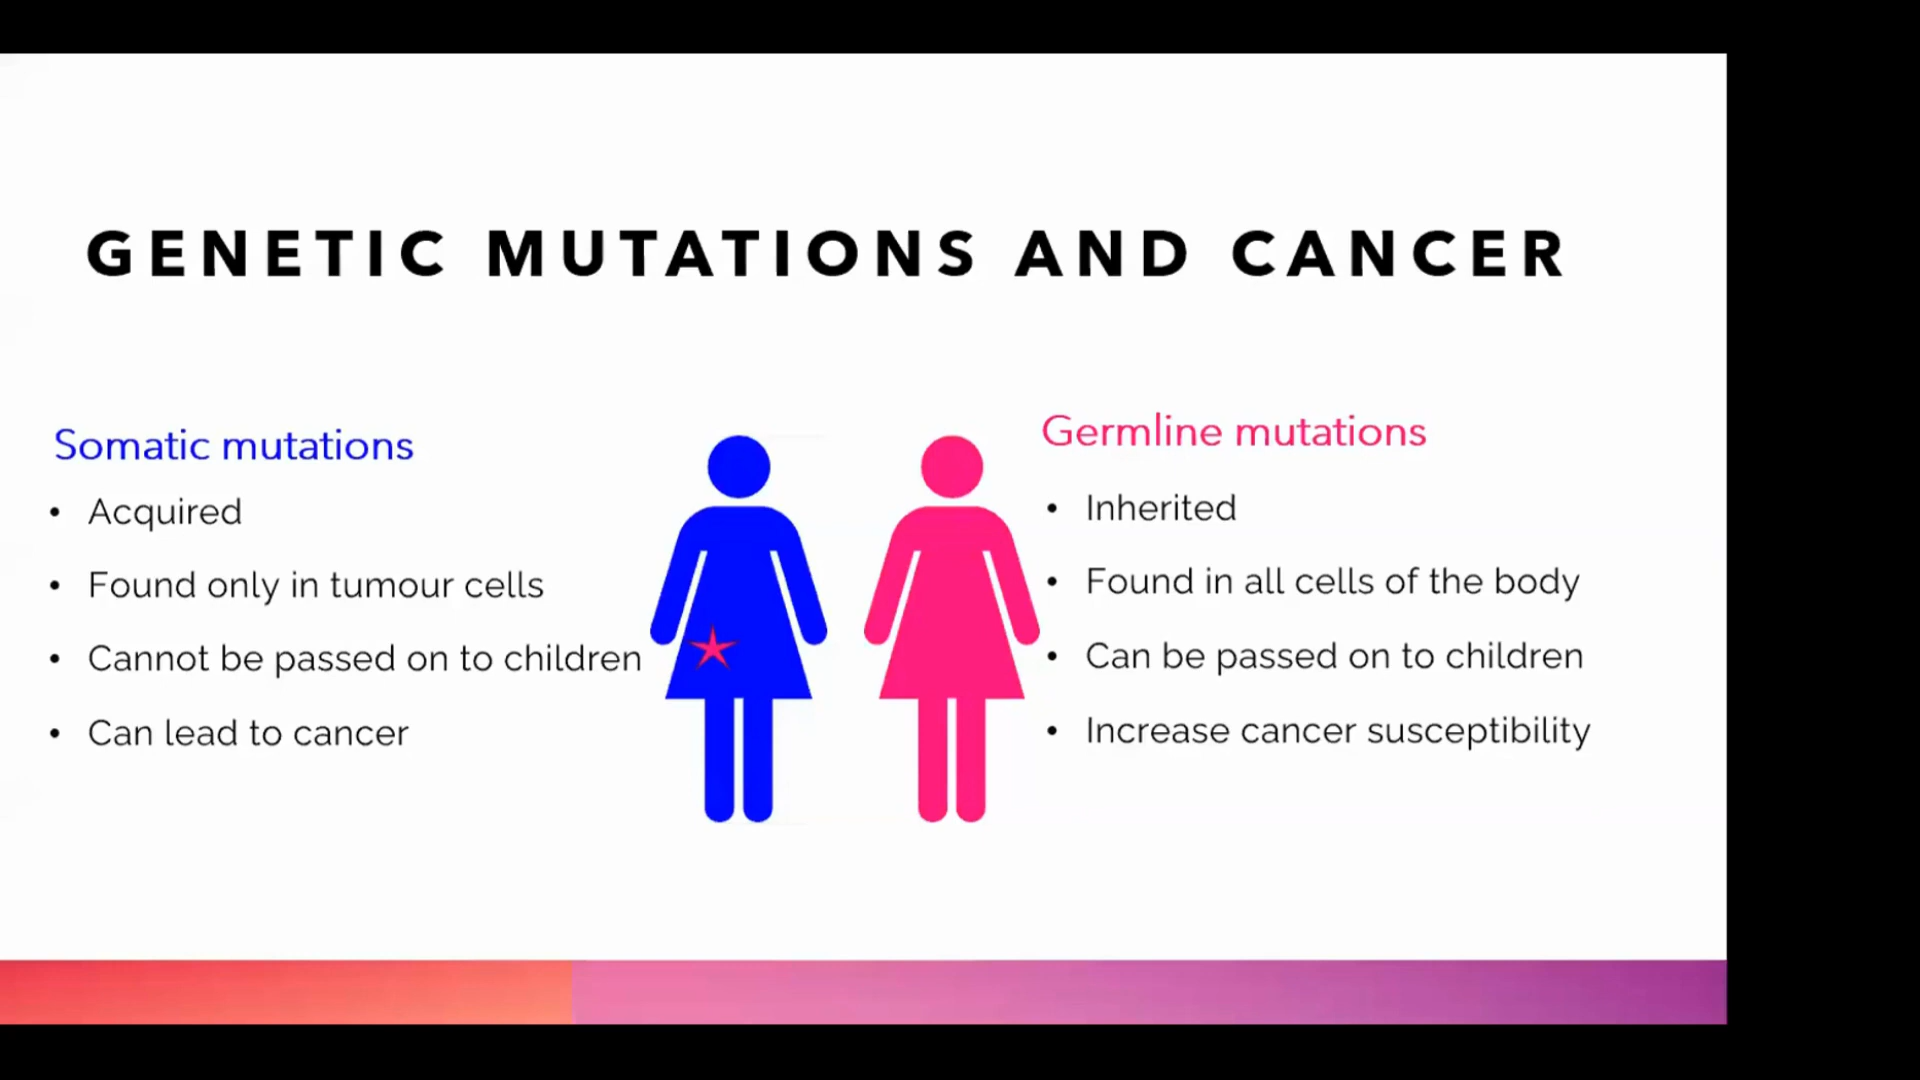 GENETIC MUTATIONS AND CANCER
Somatic mutations
• Acquired
• Found only in tumour cells
• Cannot be passed on to children
• Can lead to cancer
Germline mutations
• Inherited
• Found in all cells of the body
• Can be passed on to children
• Increase cancer susceptibility